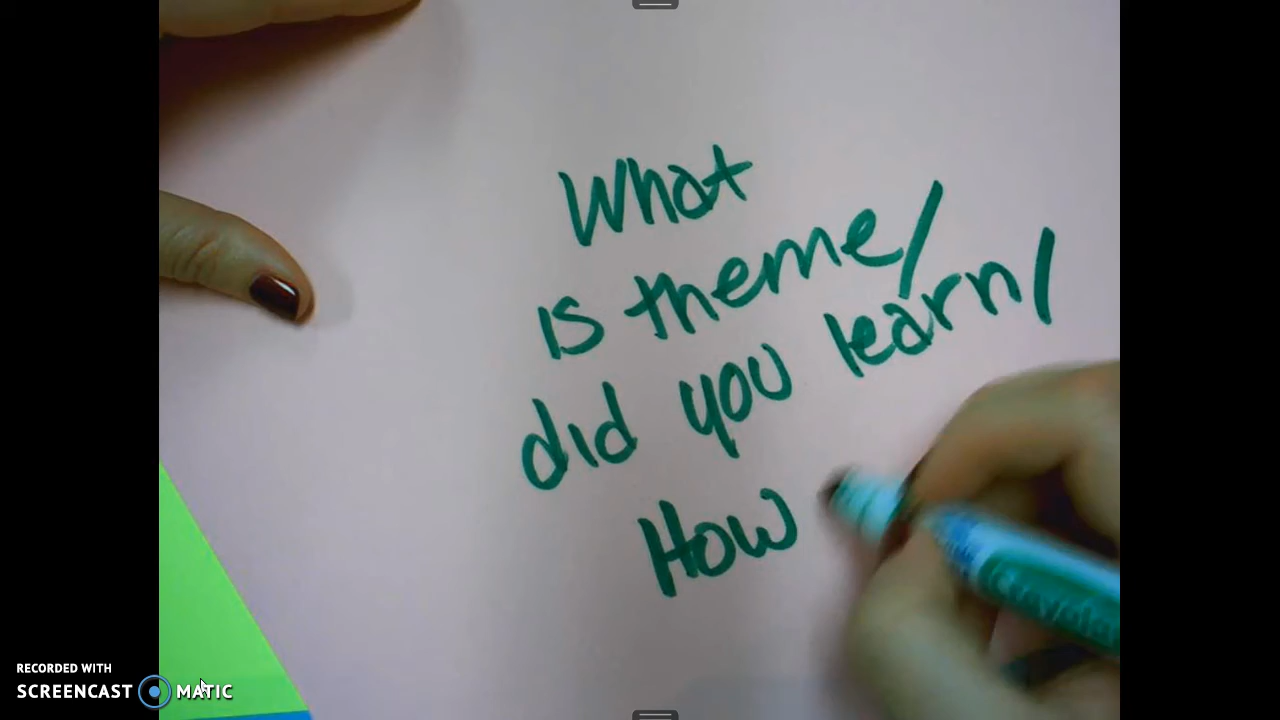 What
is theme/
did you learn/
How
RECORDED WITH
SCREENCAST MATIC